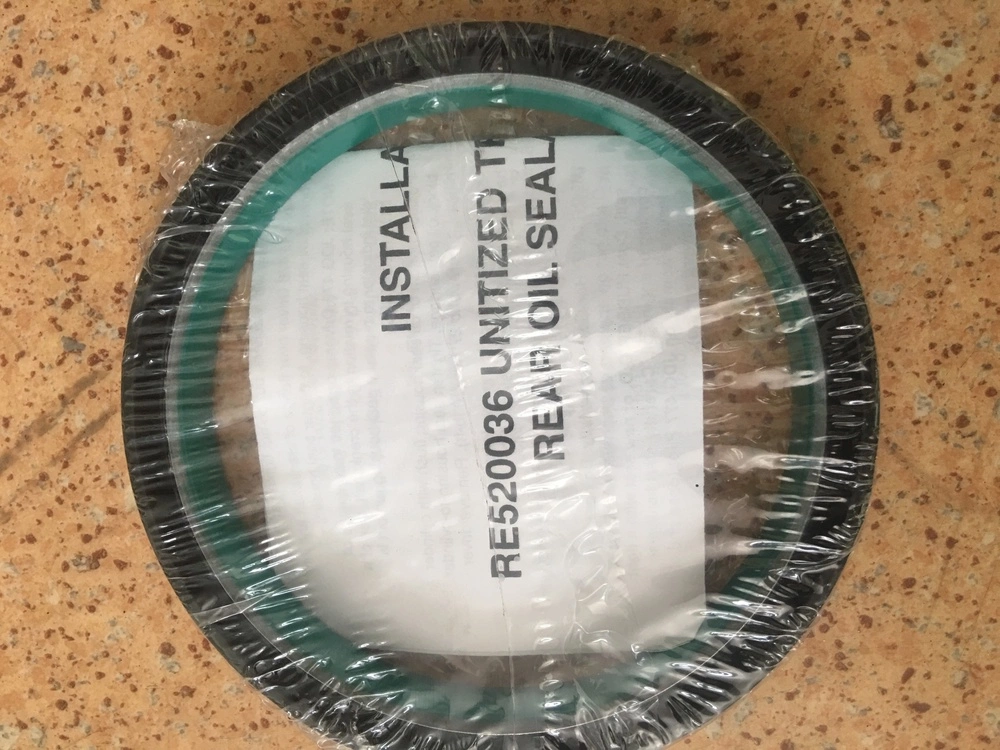 INSTALLA
RE520036 UNITIZED T
REAR OIL SEAL